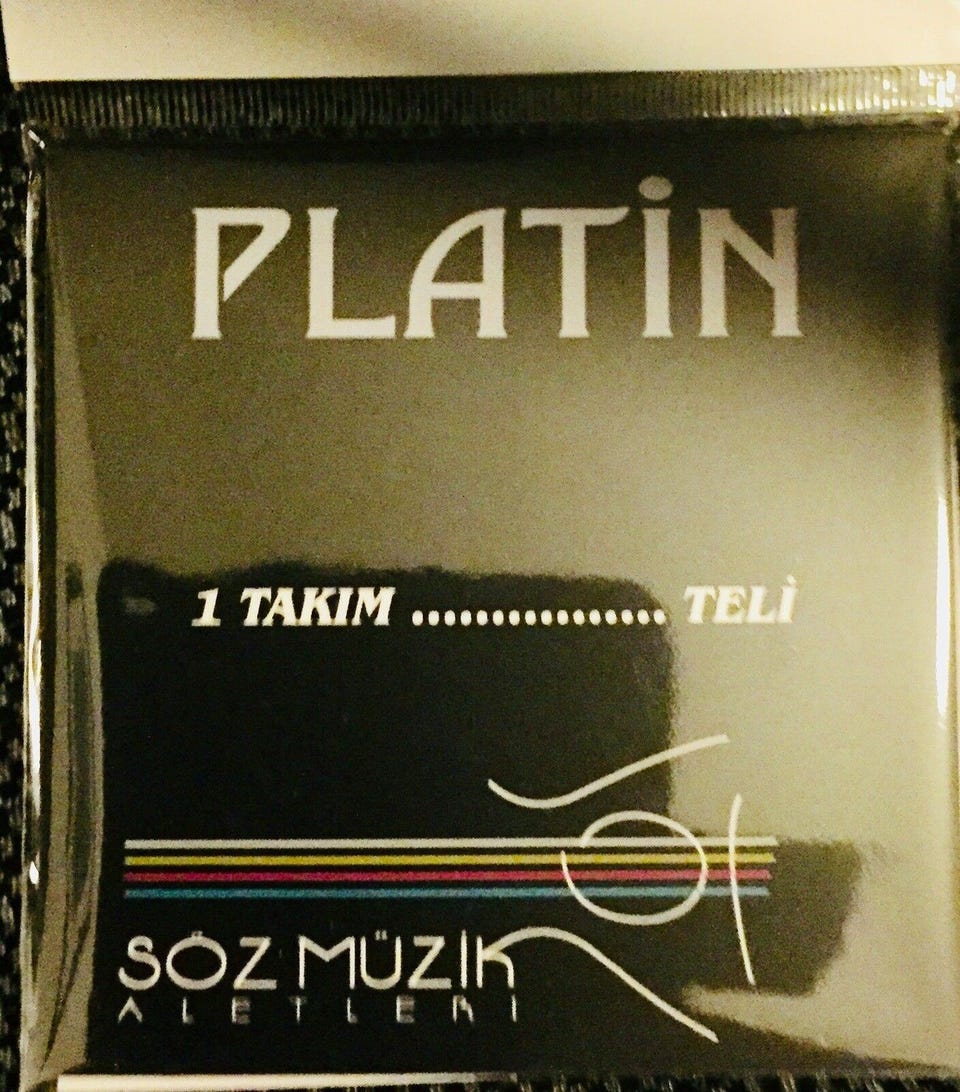 PLATİN
1 TAKIM ................ TELİ
SÖZ MÜZİK
ALETLERİ